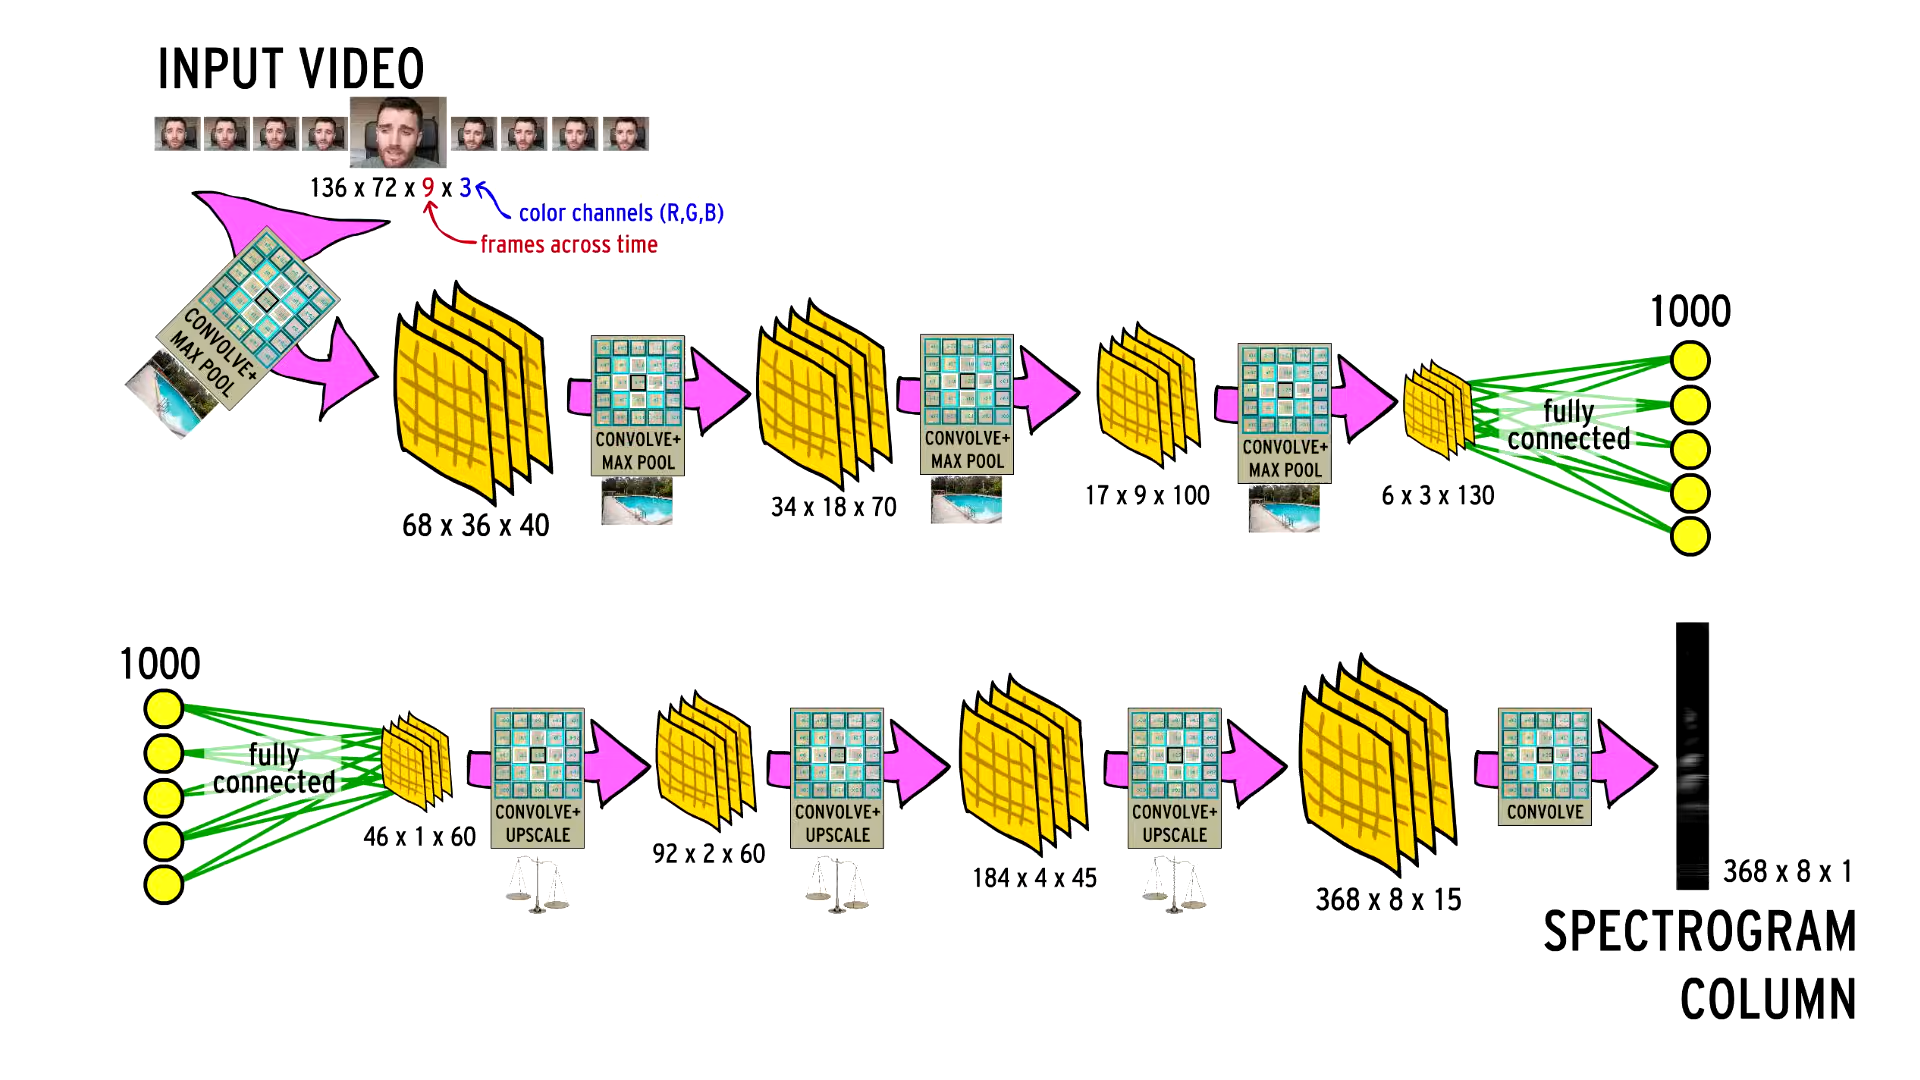 INPUT VIDEO
136 x 72 x 9 x 3
color channels (R,G,B)
frames across time
CONVOLVE+
MAX POOL
68 x 36 x 40
CONVOLVE+
MAX POOL
34 x 18 x 70
CONVOLVE+
MAX POOL
17 x 9 x 100
CONVOLVE+
MAX POOL
6 x 3 x 130
fully
connected
1000
1000
fully
connected
46 x 1 x 60
CONVOLVE+
UPSCALE
92 x 2 x 60
CONVOLVE+
UPSCALE
184 x 4 x 45
CONVOLVE+
UPSCALE
368 x 8 x 15
CONVOLVE
368 x 8 x 1
SPECTROGRAM
COLUMN